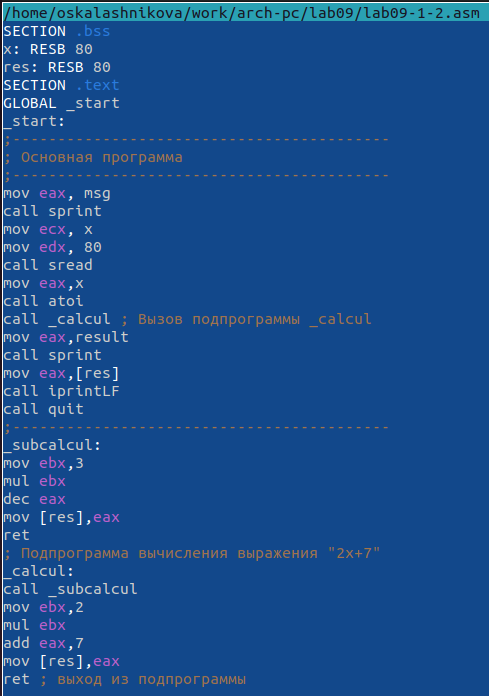 /home/oskalashnikova/work/arch-pc/lab09/lab09-1-2.asm
SECTION .bss
x: RESB 80
res: RESB 80
SECTION .text
GLOBAL _start
_start:
;------------------------------------------
; Основная программа
;------------------------------------------
mov eax, msg
call sprint
mov ecx, x
mov edx, 80
call sread
mov eax,x
call atoi
call _calcul ; Вызов подпрограммы _calcul
mov eax,result
call sprint
mov eax,[res]
call iprintLF
call quit
;------------------------------------------
_subcalcul:
mov ebx,3
mul ebx
dec eax
mov [res],eax
ret
; Подпрограмма вычисления выражения "2x+7"
_calcul:
call _subcalcul
mov ebx,2
mul ebx
add eax,7
mov [res],eax
ret ; выход из подпрограммы